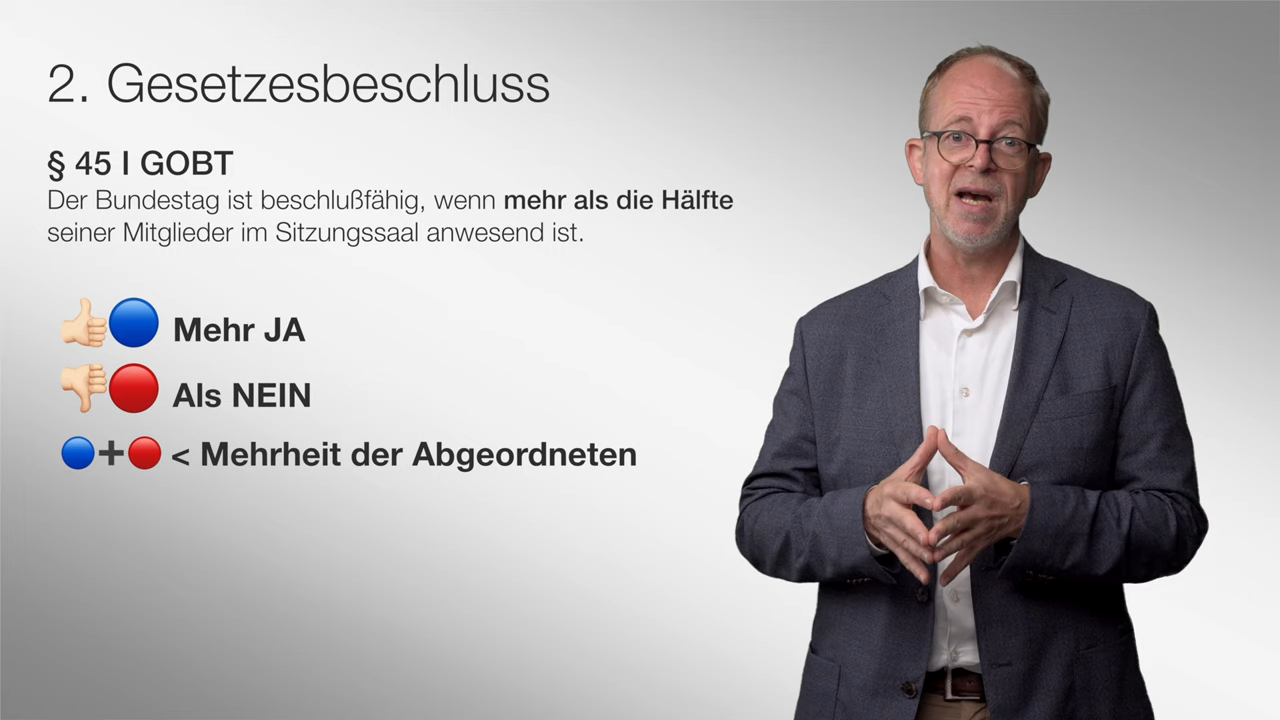 2. Gesetzesbeschluss
§ 45 I GOBT
Der Bundestag ist beschlußfähig, wenn mehr als die Hälfte
seiner Mitglieder im Sitzungssaal anwesend ist.
Mehr JA
Als NEIN
+ < Mehrheit der Abgeordneten